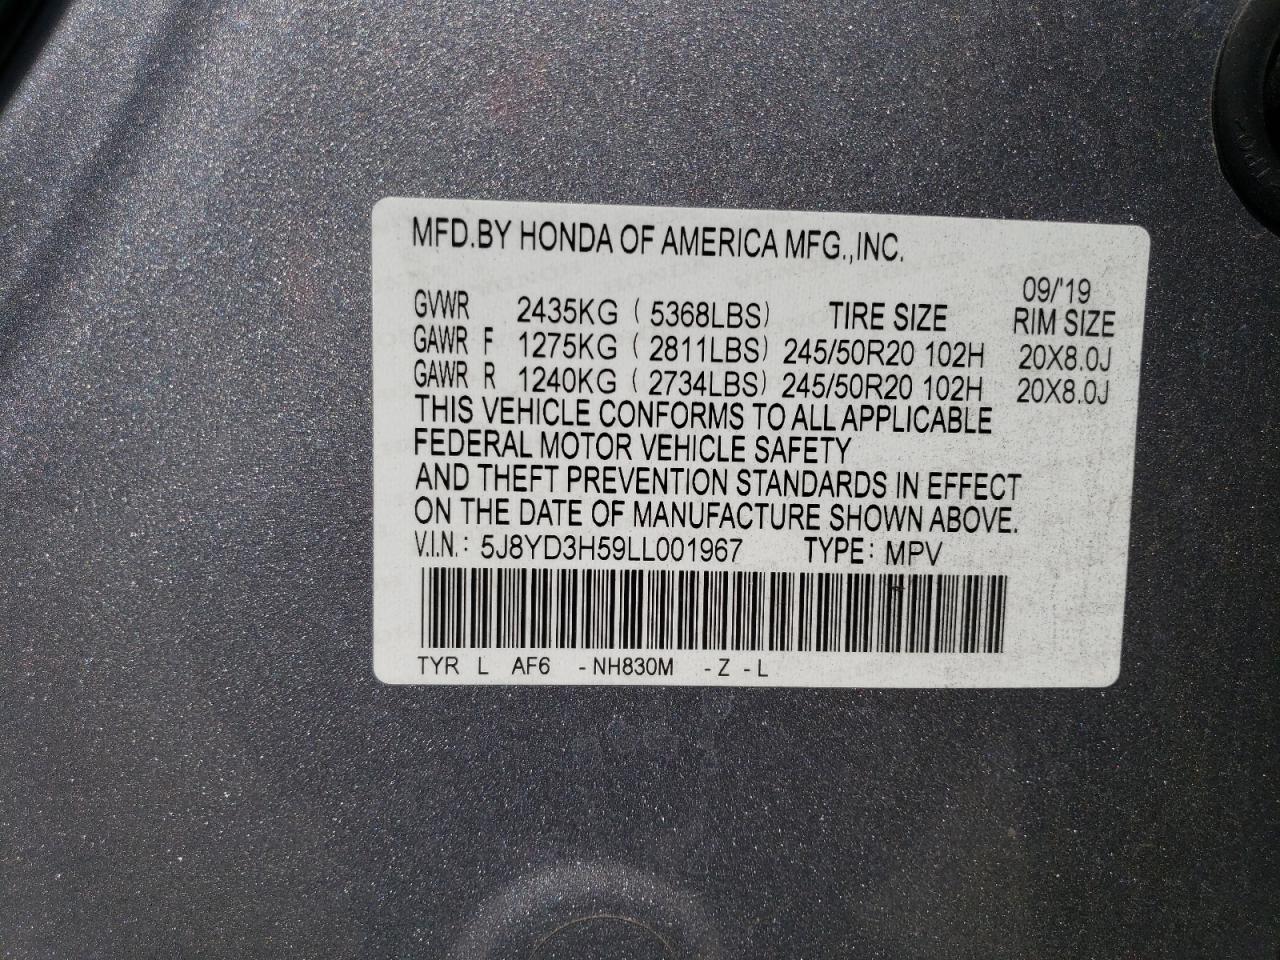 MFD.BY HONDA OF AMERICA MFG.,INC.
09/'19
GVWR 2435KG ( 5368LBS) TIRE SIZE RIM SIZE
GAWR F 1275KG ( 2811LBS) 245/50R20 102H 20X8.0J
GAWR R 1240KG ( 2734LBS) 245/50R20 102H 20X8.0J
THIS VEHICLE CONFORMS TO ALL APPLICABLE
FEDERAL MOTOR VEHICLE SAFETY
AND THEFT PREVENTION STANDARDS IN EFFECT
ON THE DATE OF MANUFACTURE SHOWN ABOVE.
V.I.N.: 5J8YD3H59LL001967 TYPE: MPV
TYR L AF6 -NH830M -Z -L